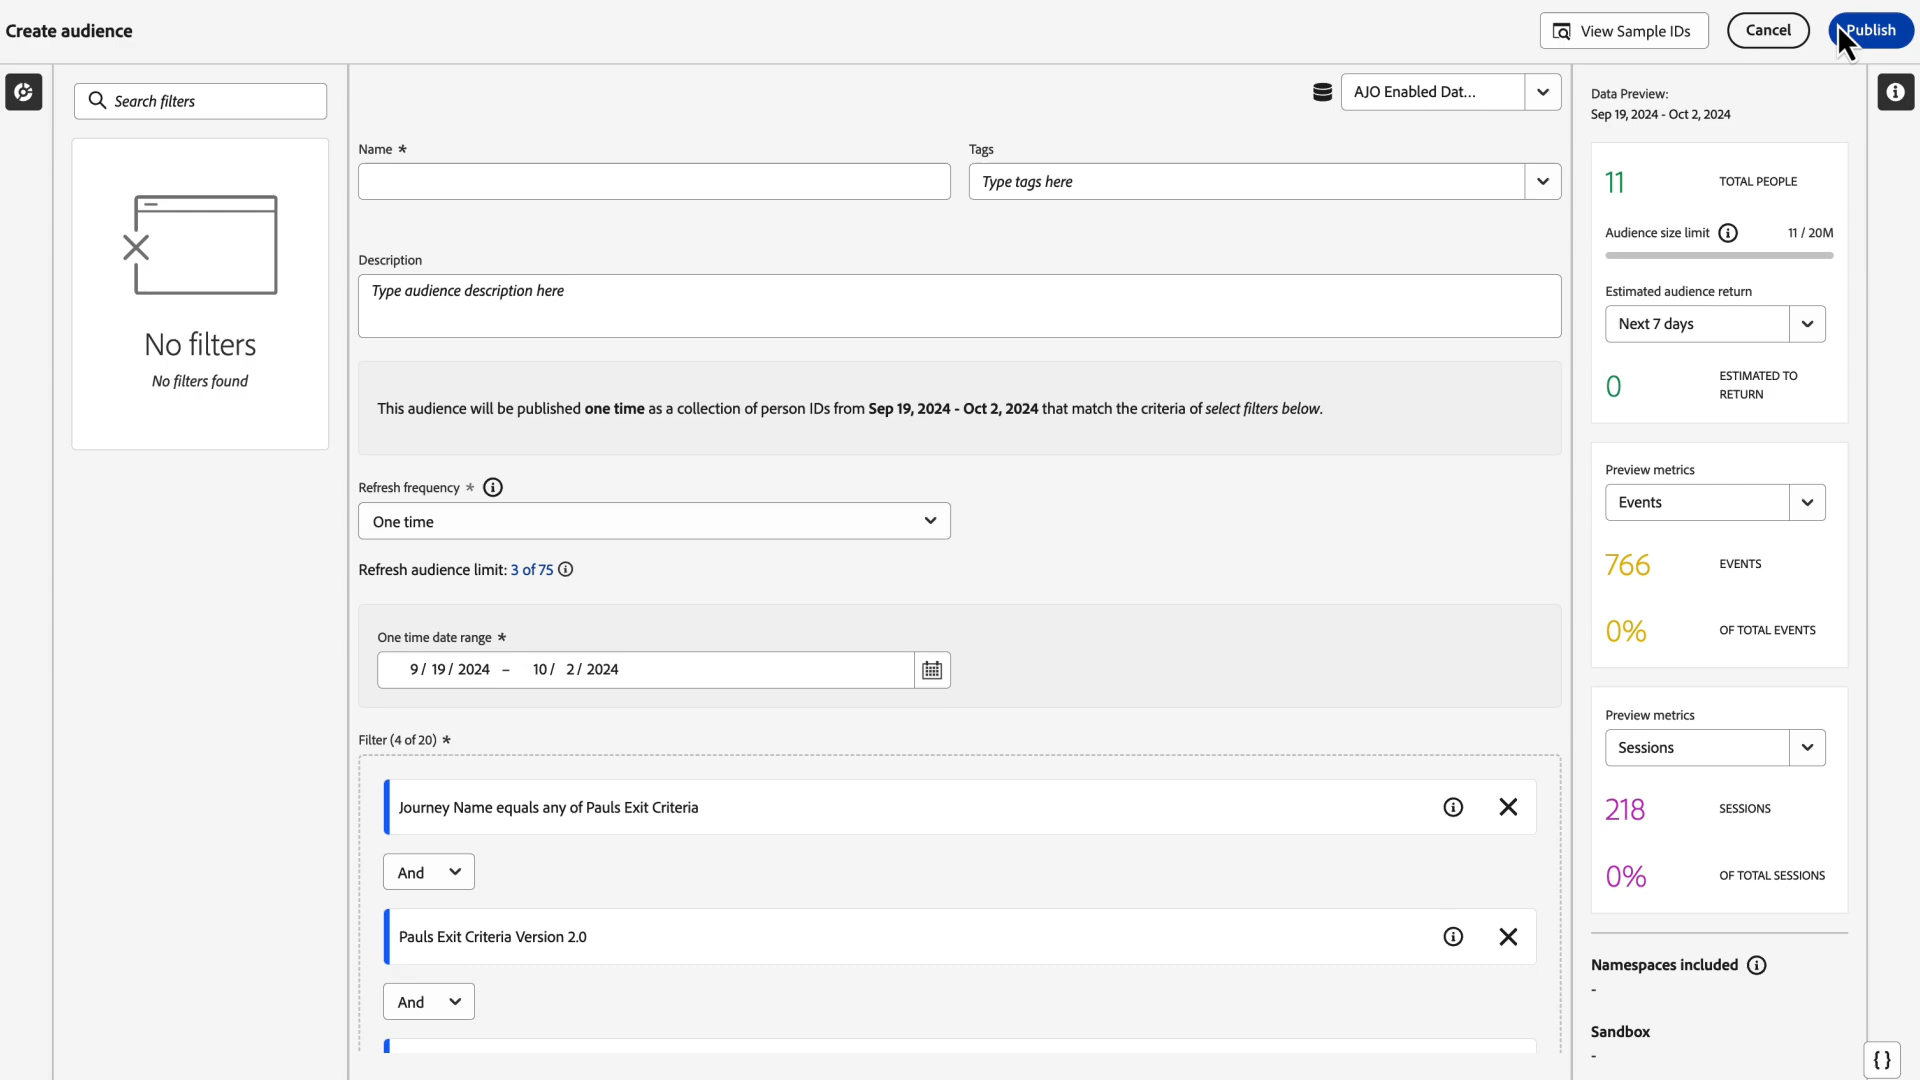 Create audience
View Sample IDs
Cancel
Publish
Search filters
No filters
No filters found
AJO Enabled Dat...
Name *
Tags
Type tags here
Description
Type audience description here
This audience will be published one time as a collection of person IDs from Sep 19, 2024 - Oct 2, 2024 that match the criteria of select filters below.
Refresh frequency *
One time
Refresh audience limit: 3 of 75
One time date range *
9/ 19/ 2024 – 10/ 2/ 2024
Filter (4 of 20) *
Journey Name equals any of Pauls Exit Criteria
And
Pauls Exit Criteria Version 2.0
And
Data Preview:
Sep 19, 2024 - Oct 2, 2024
11 TOTAL PEOPLE
Audience size limit 11 / 20M
Estimated audience return
Next 7 days
0 ESTIMATED TO
RETURN
Preview metrics
Events
766 EVENTS
0% OF TOTAL EVENTS
Preview metrics
Sessions
218 SESSIONS
0% OF TOTAL SESSIONS
Namespaces included
-
Sandbox
-
{}